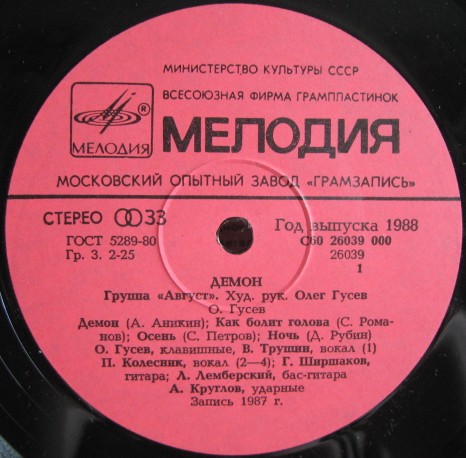 МИНИСТЕРСТВО КУЛЬТУРЫ СССР
ВСЕСОЮЗНАЯ ФИРМА ГРАМПЛАСТИНОК
®
МЕЛОДИЯ
МЕЛОДИЯ
МОСКОВСКИЙ ОПЫТНЫЙ ЗАВОД «ГРАМЗАПИСЬ»
СТЕРЕО 33
Год выпуска 1988
ГОСТ 5289-80
С60 26039 000
Гр. 3. 2-25
26039
1
ДЕМОН
Группа «Август». Худ. рук. Олег Гусев
О. Гусев
Демон (А. Аникин); Как болит голова (С. Рома-
нов); Осень (С. Петров); Ночь (Д. Рубин)
О. Гусев, клавишные, В. Трушин, вокал (1)
П. Колесник, вокал (2—4); Г. Ширшаков,
гитара; Л. Лемберский, бас-гитара
А. Круглов, ударные
Запись 1987 г.